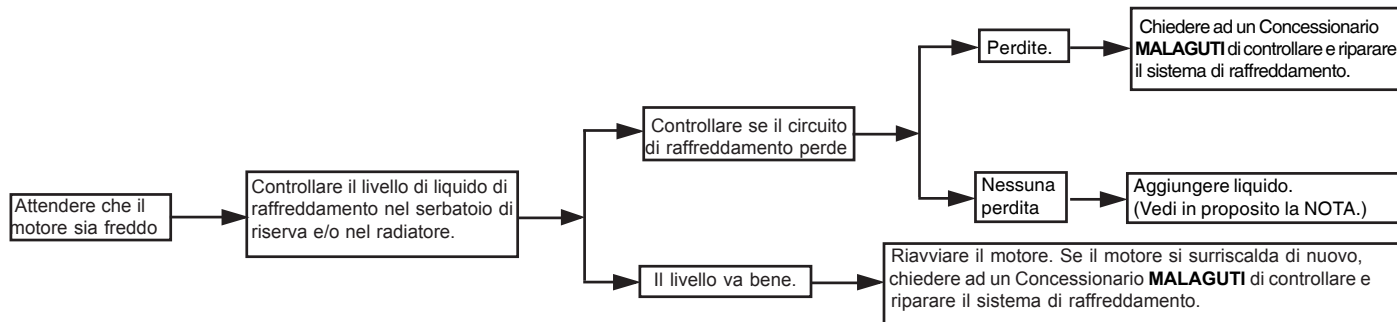 Attendere che il
motore sia freddo
Controllare il livello di liquido di
raffreddamento nel serbatoio di
riserva e/o nel radiatore.
Controllare se il circuito
di raffreddamento perde
Perdite.
Chiedere ad un Concessionario
MALAGUTI di controllare e riparare
il sistema di raffreddamento.
Nessuna
perdita
Aggiungere liquido.
(Vedi in proposito la NOTA.)
Il livello va bene.
Riavviare il motore. Se il motore si surriscalda di nuovo,
chiedere ad un Concessionario MALAGUTI di controllare e
riparare il sistema di raffreddamento.